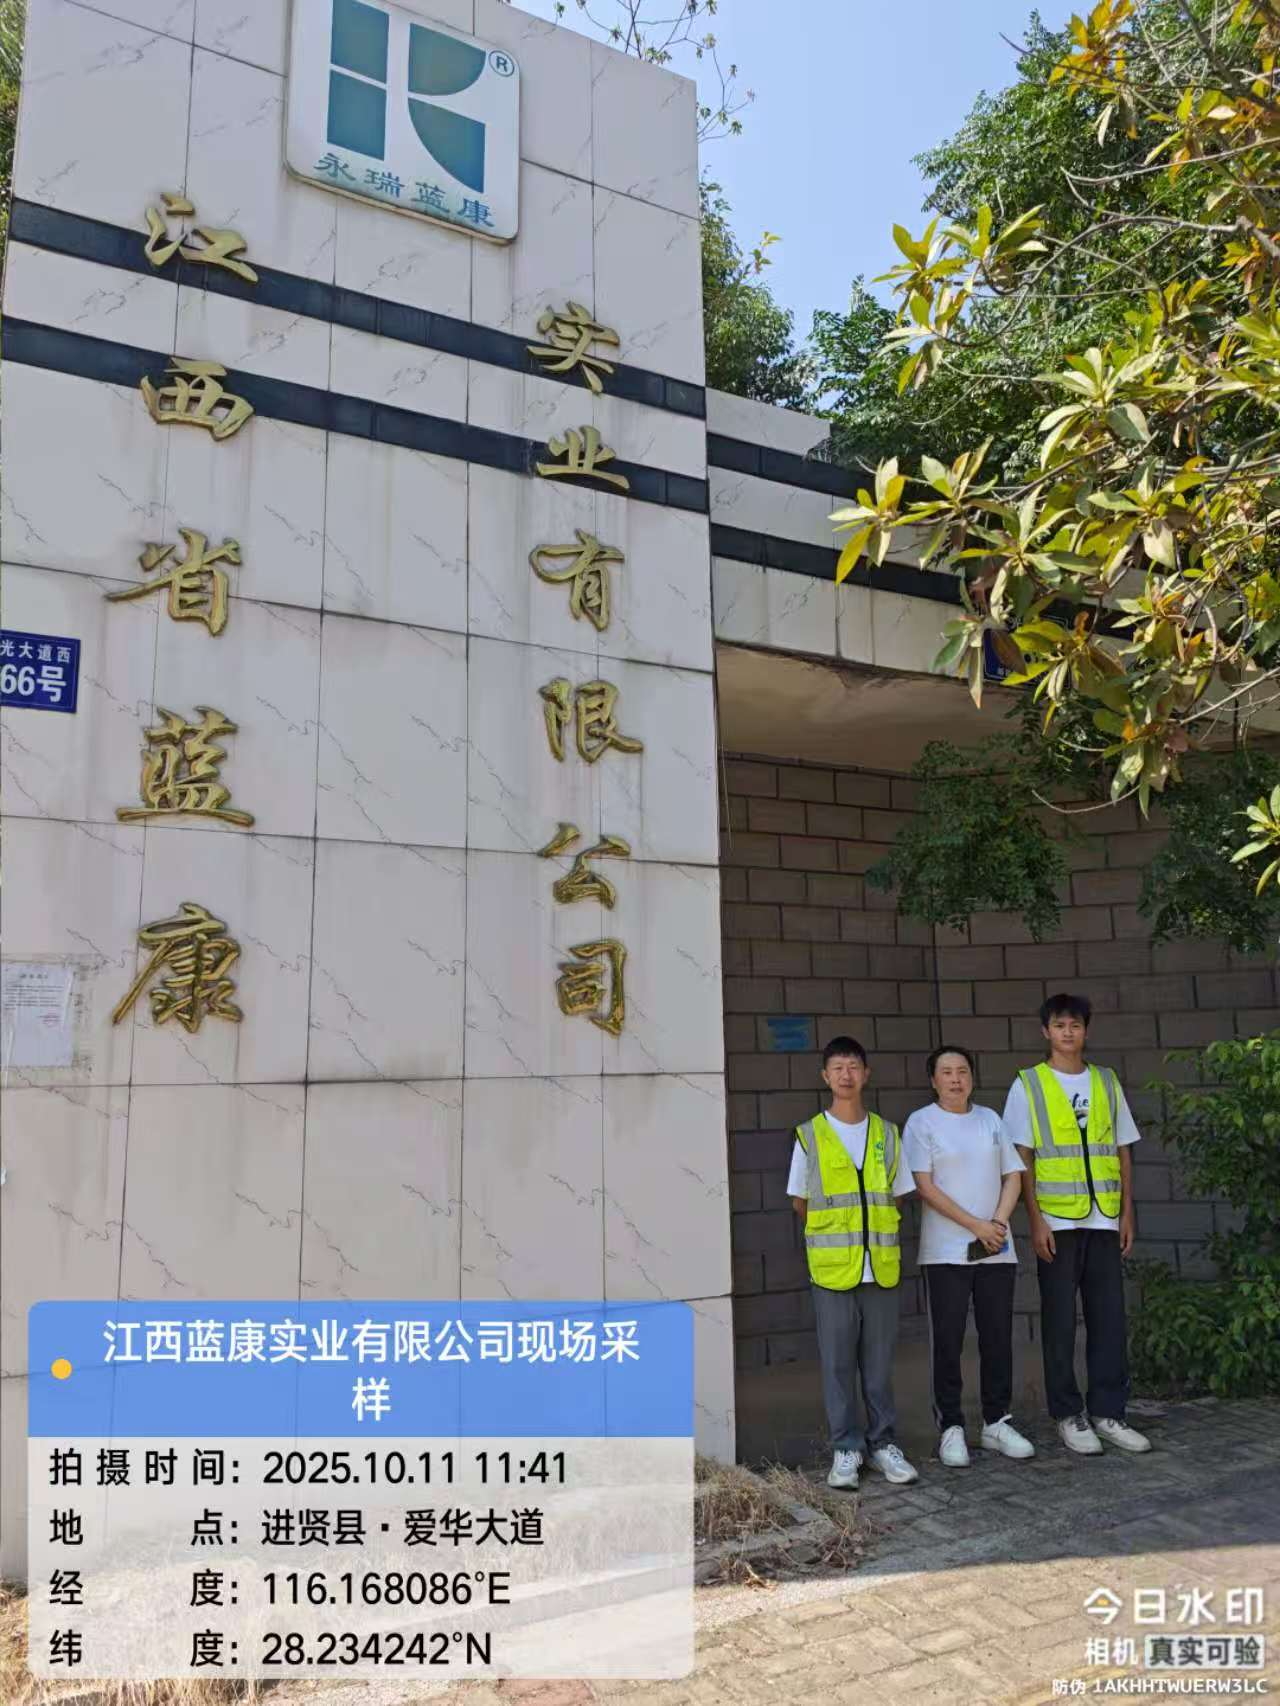 永瑞蓝康
®
江西省蓝康
实业有限公司
光大道西
66号
江西蓝康实业有限公司现场采
样
拍摄时间：2025.10.11 11:41
地点：进贤县·爱华大道
经度：116.168086°E
纬度：28.234242°N
今日水印
相机 真实可验
防伪 1AKHHTWUERW3LC